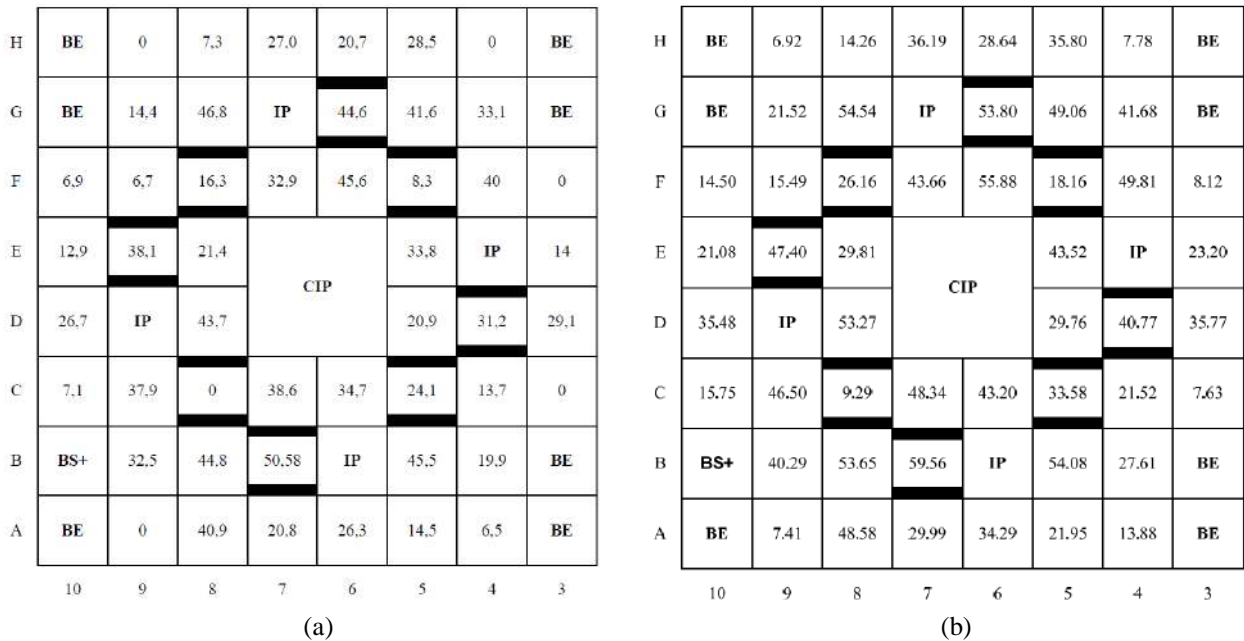 H BE 0 7,3 27.0 20,7 28,5 0 BE
G BE 14,4 46,8 IP 44,6 41,6 33,1 BE
F 6,9 6,7 16,3 32,9 45,6 8,3 40 0
E 12,9 38,1 21,4 33,8 IP 14
CIP
D 26,7 IP 43,7 20,9 31,2 29,1
C 7,1 37,9 0 38,6 34,7 24,1 13,7 0
B BS+ 32,5 44,8 50,58 IP 45,5 19,9 BE
A BE 0 40,9 20,8 26,3 14,5 6,5 BE
10 9 8 7 6 5 4 3
(a)
H BE 6.92 14.26 36.19 28.64 35.80 7.78 BE
G BE 21.52 54.54 IP 53.80 49.06 41.68 BE
F 14.50 15.49 26.16 43.66 55.88 18.16 49.81 8.12
E 21.08 47.40 29.81 43.52 IP 23.20
CIP
D 35.48 IP 53.27 29.76 40.77 35.77
C 15.75 46.50 9.29 48.34 43.20 33.58 21.52 7.63
B BS+ 40.29 53.65 59.56 IP 54.08 27.61 BE
A BE 7.41 48.58 29.99 34.29 21.95 13.88 BE
10 9 8 7 6 5 4 3
(b)